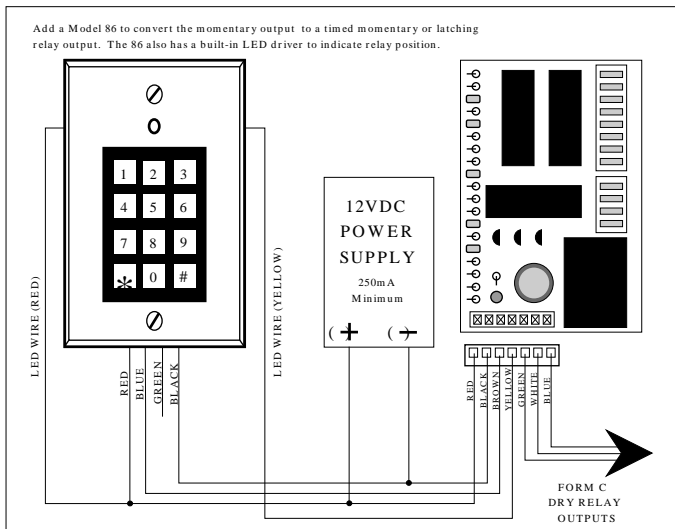 Add a Model 86 to convert the momentary output to a timed momentary or latching
relay output. The 86 also has a built-in LED driver to indicate relay position.
1 2 3
4 5 6
7 8 9
* 0 #
12VDC
POWER
SUPPLY
250mA
Minimum
(+) (-)
LED WIRE (RED)
LED WIRE (YELLOW)
RED
BLUE
GREEN
BLACK
RED
BLACK
BROWN
YELLOW
GREEN
WHITE
BLUE
FORM C
DRY RELAY
OUTPUTS